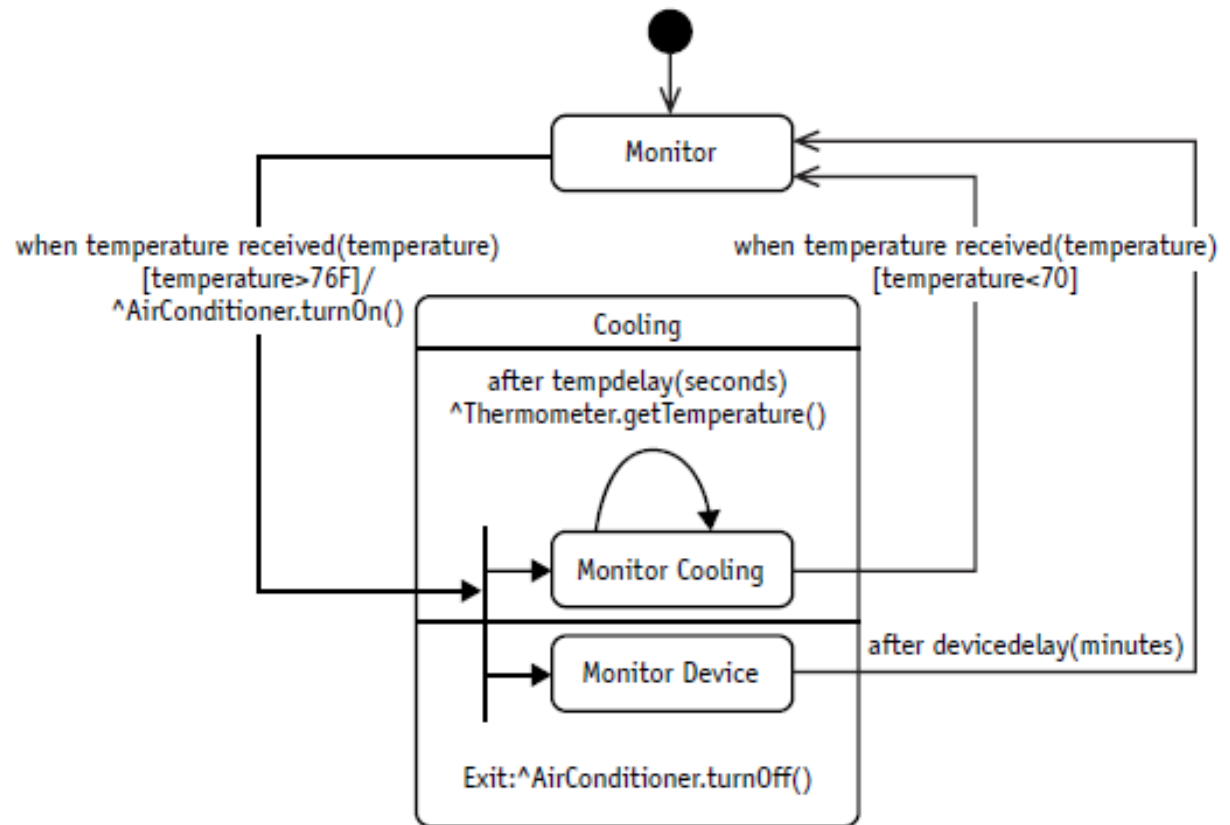 Monitor
when temperature received(temperature)
[temperature>76F]/
^AirConditioner.turnOn()
when temperature received(temperature)
[temperature<70]
Cooling
after tempdelay(seconds)
^Thermometer.getTemperature()
Monitor Cooling
after devicedelay(minutes)
Monitor Device
Exit:^AirConditioner.turnOff()